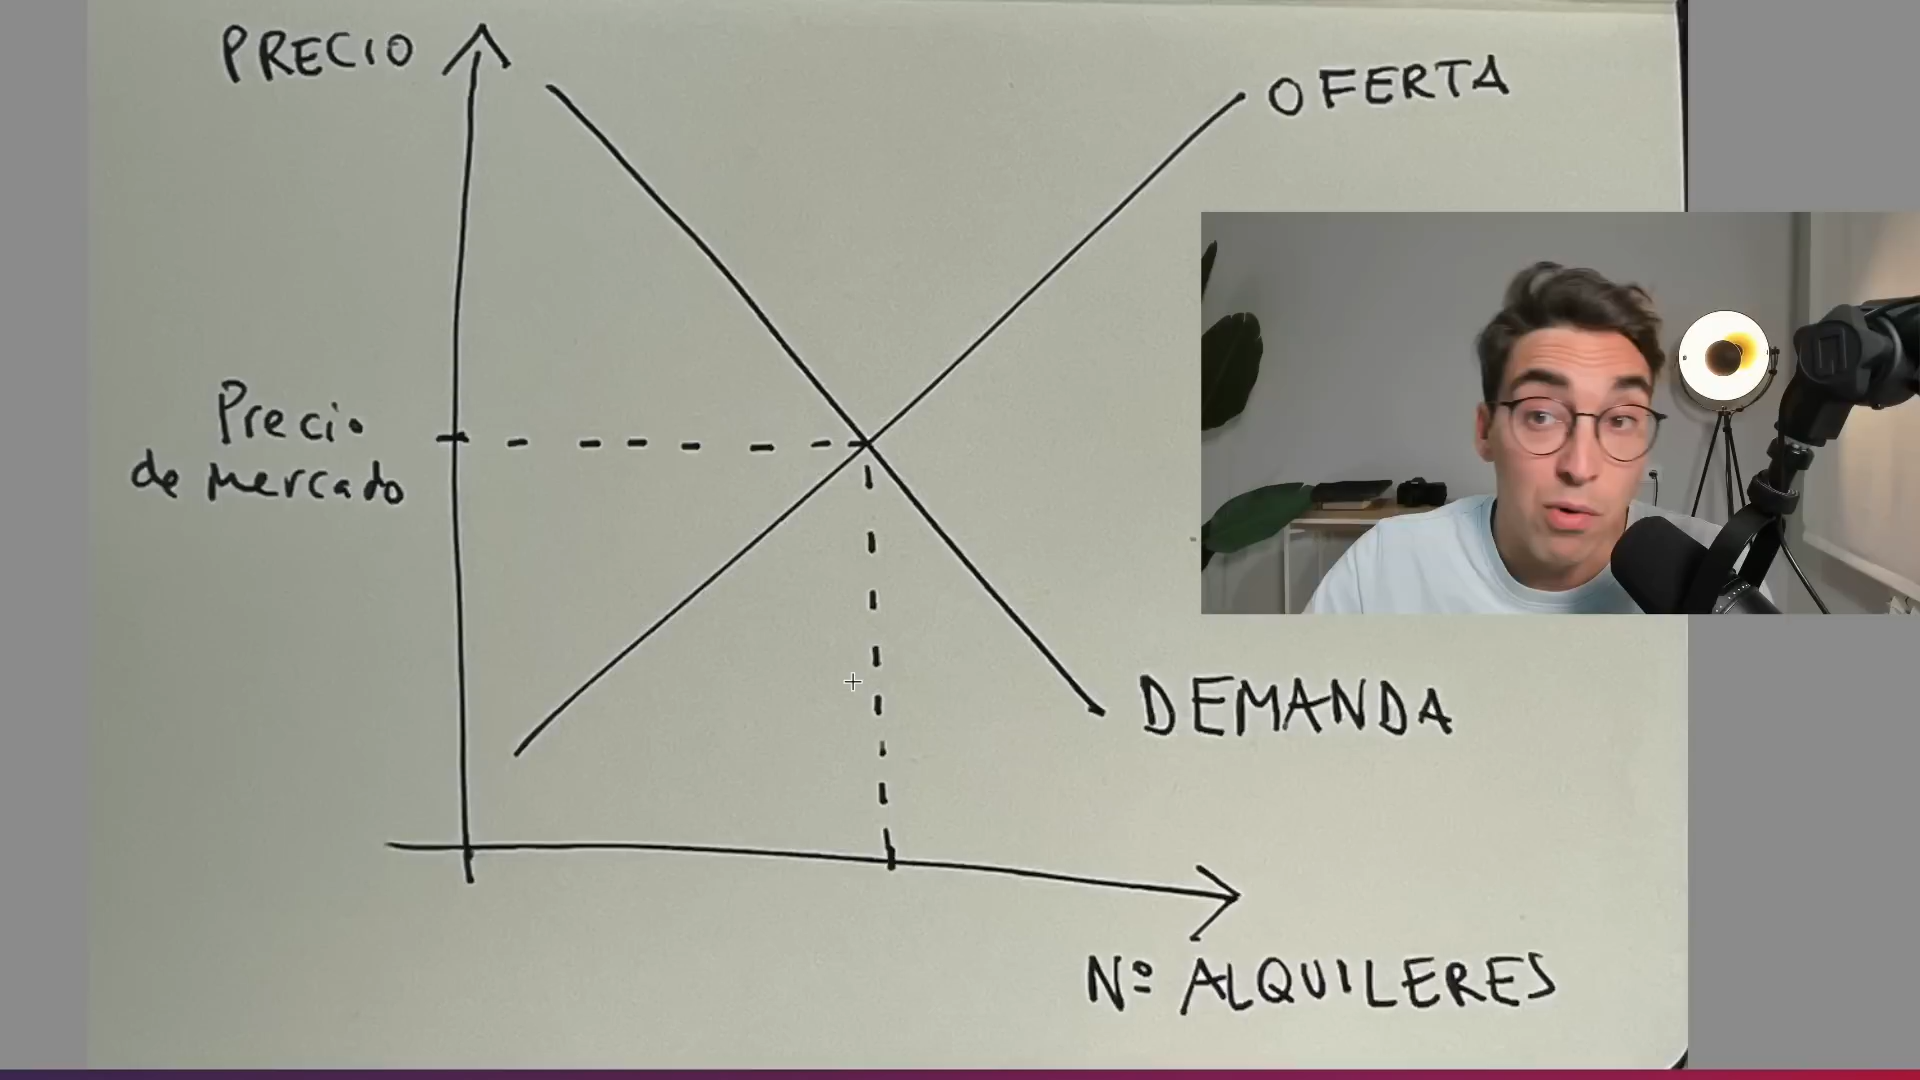 PRECIO
OFERTA
Precio
de mercado
DEMANDA
Nº ALQUILERES